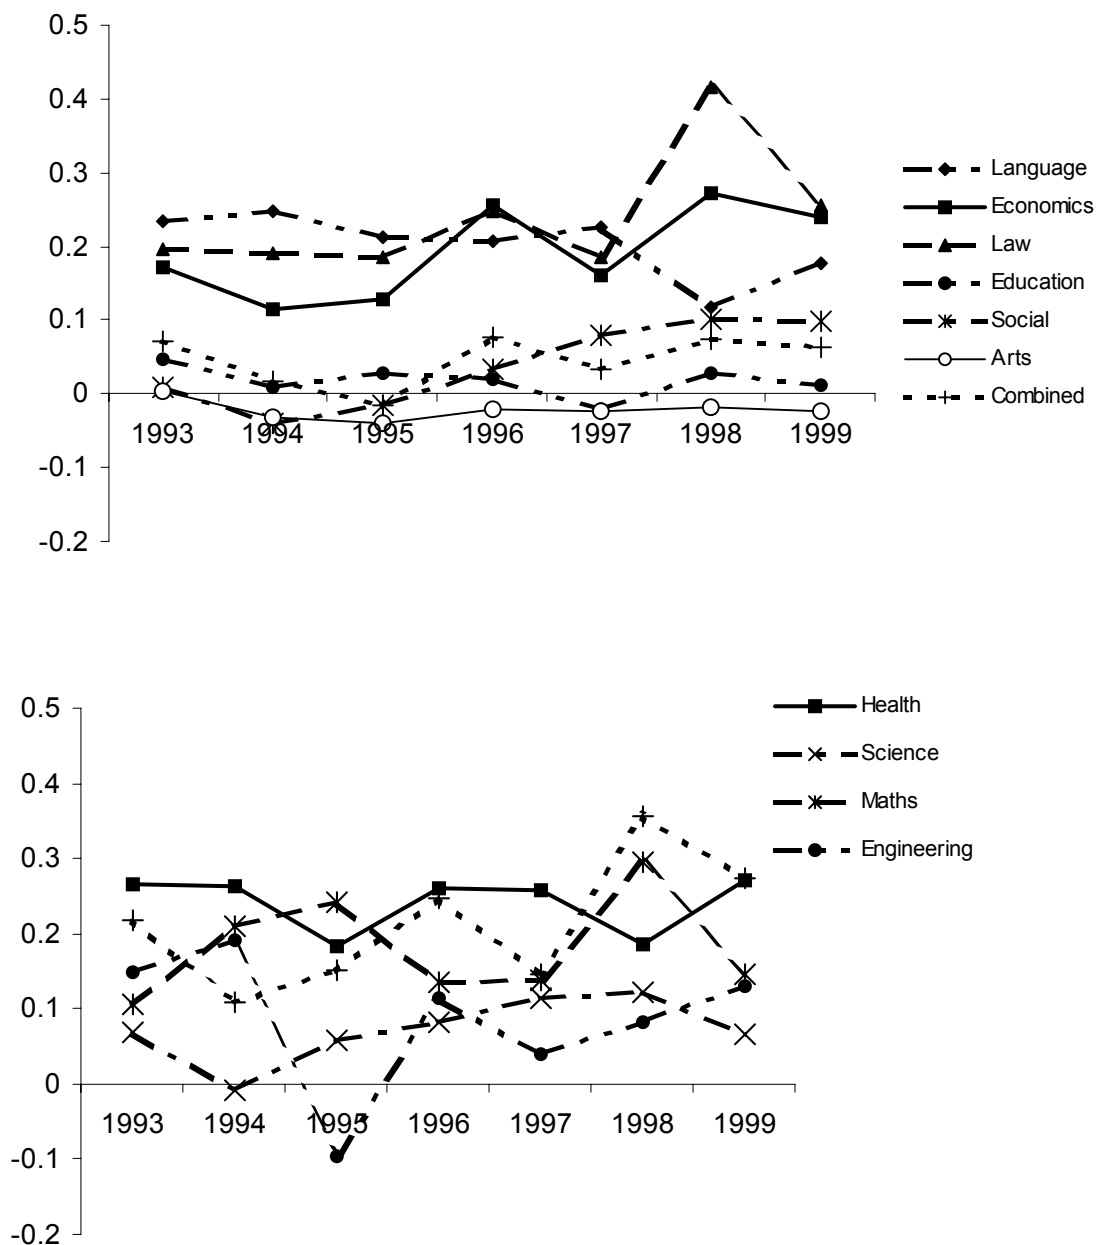 0.5
0.4
0.3
0.2
0.1
0
-0.1
-0.2
1993 1994 1995 1996 1997 1998 1999
Language
Economics
Law
Education
Social
Arts
Combined
0.5
0.4
0.3
0.2
0.1
0
-0.1
-0.2
1993 1994 1995 1996 1997 1998 1999
Health
Science
Maths
Engineering